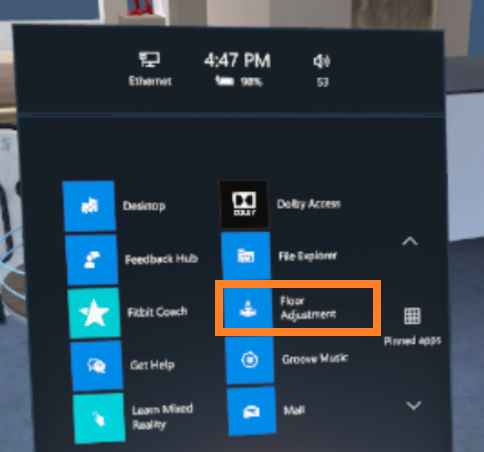 4:47 PM
Ethernet
98%
53
Desktop
Dolby Access
DOLBY
Feedback Hub
File Explorer
Fitbit Coach
Floor
Adjustment
Pinned apps
Get Help
Groove Music
Learn Mixed
Reality
Mail